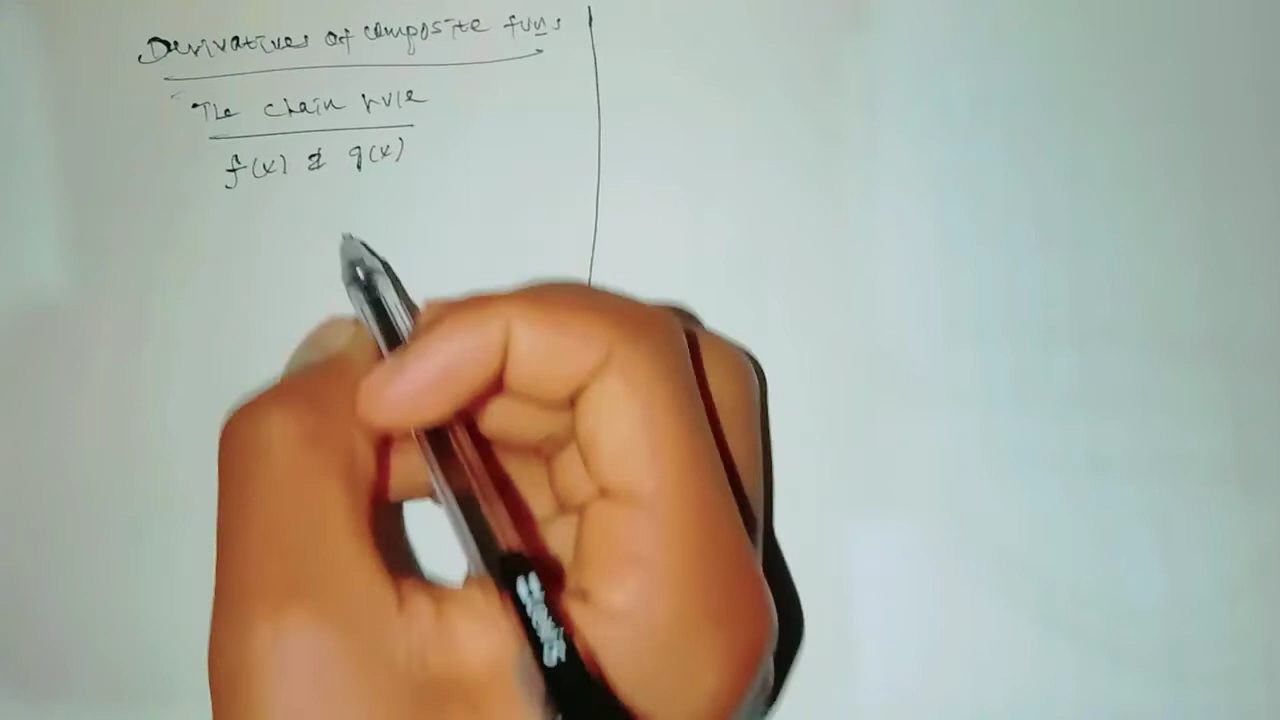 Derivatives of composite funs
The chain rule
f(x) & g(x)